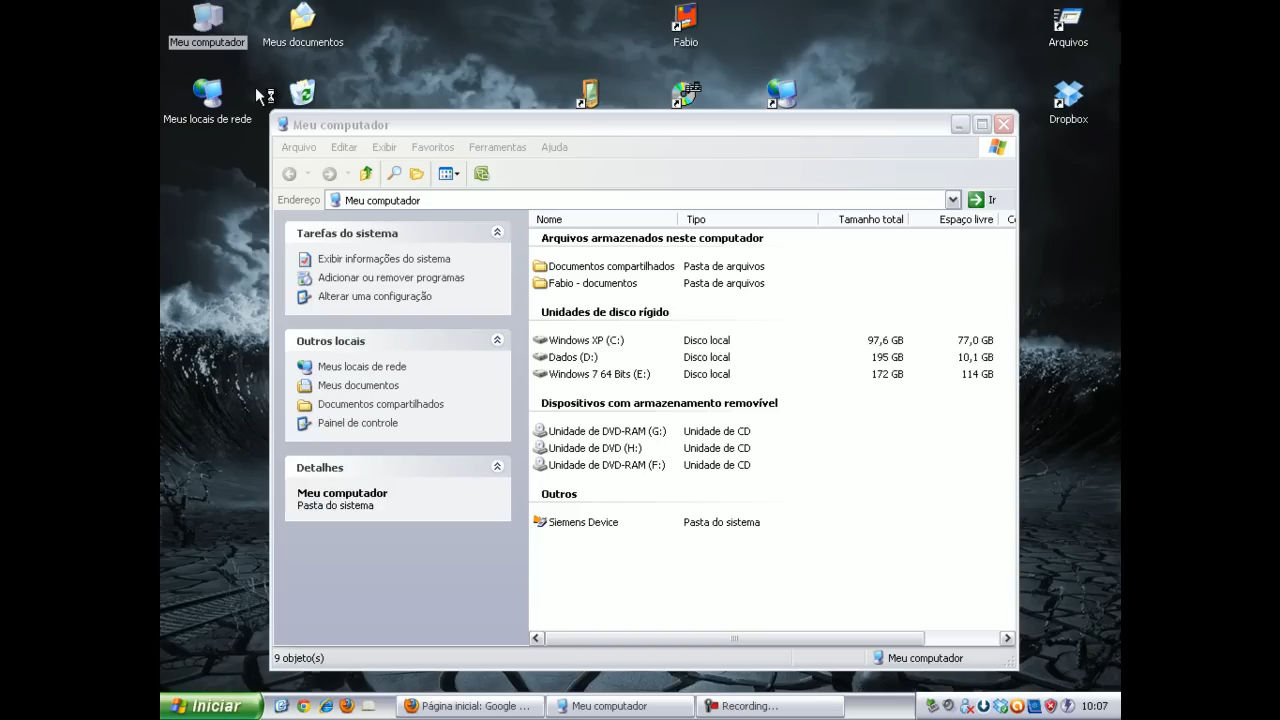 Meu computador
Meus documentos
Fabio
Arquivos
Meus locais de rede
Dropbox
Meu computador
Arquivo Editar Exibir Favoritos Ferramentas Ajuda
Endereço Meu computador Ir
Tarefas do sistema
Exibir informações do sistema
Adicionar ou remover programas
Alterar uma configuração
Outros locais
Meus locais de rede
Meus documentos
Documentos compartilhados
Painel de controle
Detalhes
Meu computador
Pasta do sistema
Nome Tipo Tamanho total Espaço livre Co
Arquivos armazenados neste computador
Documentos compartilhados Pasta de arquivos
Fabio - documentos Pasta de arquivos
Unidades de disco rígido
Windows XP (C:) Disco local 97,6 GB 77,0 GB
Dados (D:) Disco local 195 GB 10,1 GB
Windows 7 64 Bits (E:) Disco local 172 GB 114 GB
Dispositivos com armazenamento removível
Unidade de DVD-RAM (G:) Unidade de CD
Unidade de DVD (H:) Unidade de CD
Unidade de DVD-RAM (F:) Unidade de CD
Outros
Siemens Device Pasta do sistema
9 objeto(s) Meu computador
Iniciar Página inicial: Google ... Meu computador Recording... 10:07